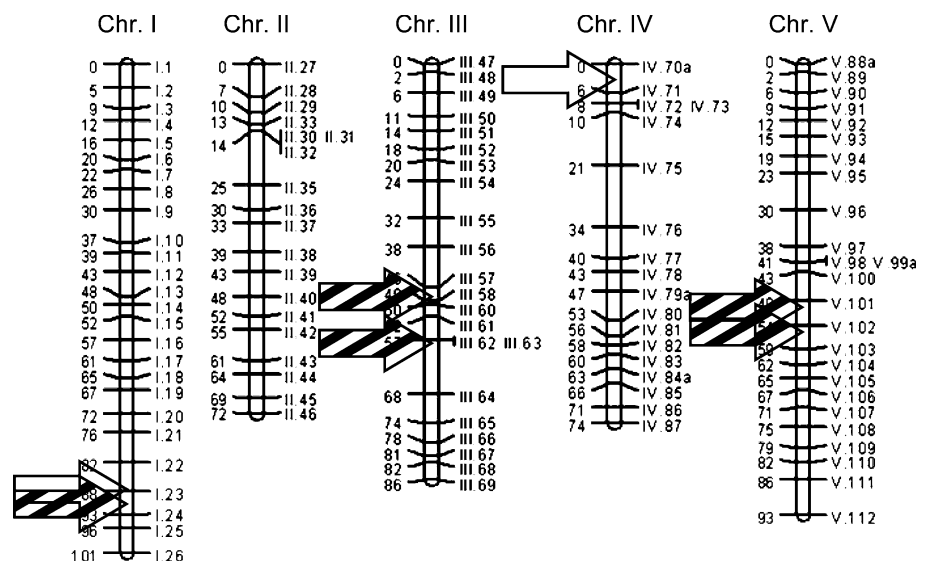 Chr. I
0 I.1
5 I.2
9 I.3
12 I.4
16 I.5
20 I.6
22 I.7
26 I.8
30 I.9
37 I.10
39 I.11
43 I.12
48 I.13
50 I.14
52 I.15
57 I.16
61 I.17
65 I.18
67 I.19
72 I.20
76 I.21
82 I.22
88 I.23
93 I.24
96 I.25
101 I.26
Chr. II
0 II.27
7 II.28
10 II.29
13 II.33
II.30 II.31
14 II.32
25 II.35
30 II.36
33 II.37
39 II.38
43 II.39
48 II.40
52 II.41
55 II.42
61 II.43
64 II.44
69 II.45
72 II.46
Chr. III
0 III 47
2 III 48
6 III 49
11 III 50
14 III 51
18 III 52
20 III 53
24 III 54
32 III 55
38 III 56
III 57
III 58
III 60
III 61
III 62 III 63
68 III 64
74 III 65
78 III 66
81 III 67
82 III 68
86 III 69
Chr. IV
0 IV.70a
6 IV.71
8 IV.72 IV.73
10 IV.74
21 IV.75
34 IV.76
40 IV.77
43 IV.78
47 IV.79a
53 IV.80
56 IV.81
58 IV.82
60 IV.83
63 IV.84a
66 IV.85
71 IV.86
74 IV.87
Chr. V
0 V.88a
2 V.89
6 V.90
9 V.91
12 V.92
15 V.93
19 V.94
23 V.95
30 V.96
38 V.97
41 V.98 V 99a
43 V.100
V.101
V.102
59 V.103
62 V.104
65 V.105
67 V.106
71 V.107
75 V.108
79 V.109
82 V.110
86 V.111
93 V.112